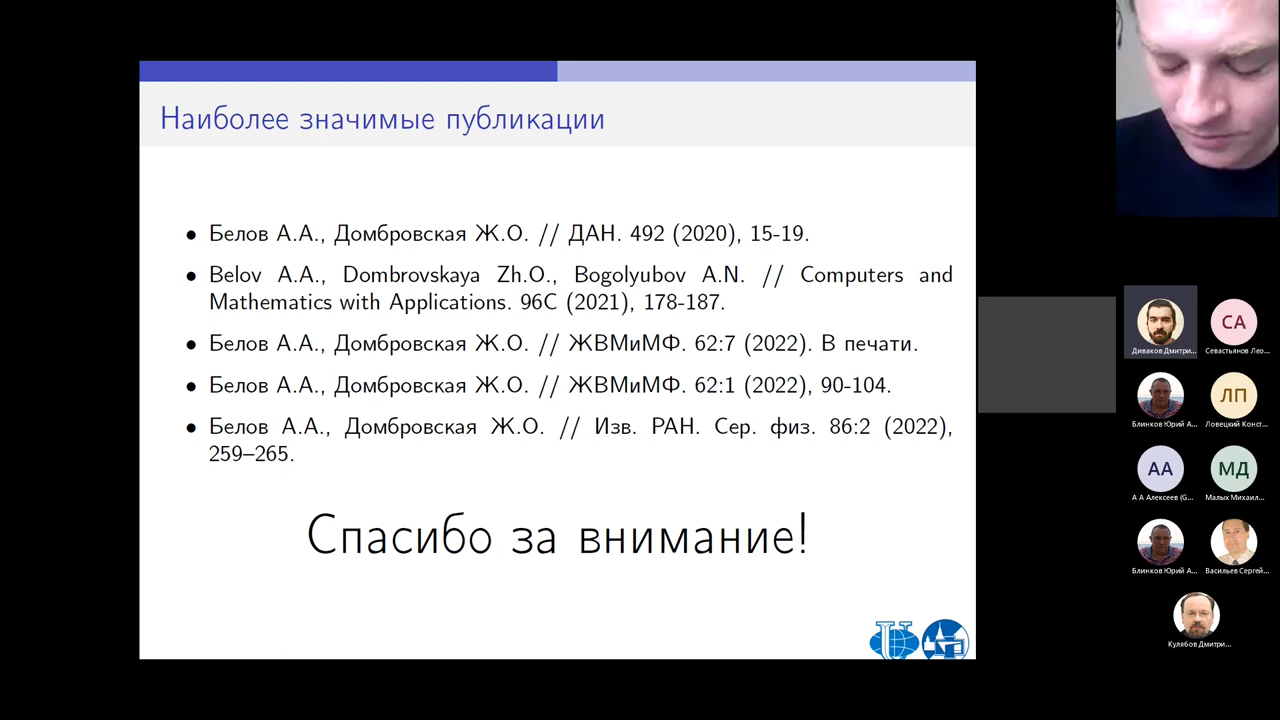 Наиболее значимые публикации
• Белов А.А., Домбровская Ж.О. // ДАН. 492 (2020), 15-19.
• Belov A.A., Dombrovskaya Zh.O., Bogolyubov A.N. // Computers and
Mathematics with Applications. 96C (2021), 178-187.
• Белов А.А., Домбровская Ж.О. // ЖВМиМФ. 62:7 (2022). В печати.
• Белов А.А., Домбровская Ж.О. // ЖВМиМФ. 62:1 (2022), 90-104.
• Белов А.А., Домбровская Ж.О. // Изв. РАН. Сер. физ. 86:2 (2022),
259–265.
Спасибо за внимание!
Диваков Дмитри...
СА
Севастьянов Лео...
Блинков Юрий А...
ЛП
Ловецкий Конст...
АА
А А Алексеев (G...
МД
Малых Михаил...
Блинков Юрий А...
Васильев Сергей...
Кулябов Дмитри...